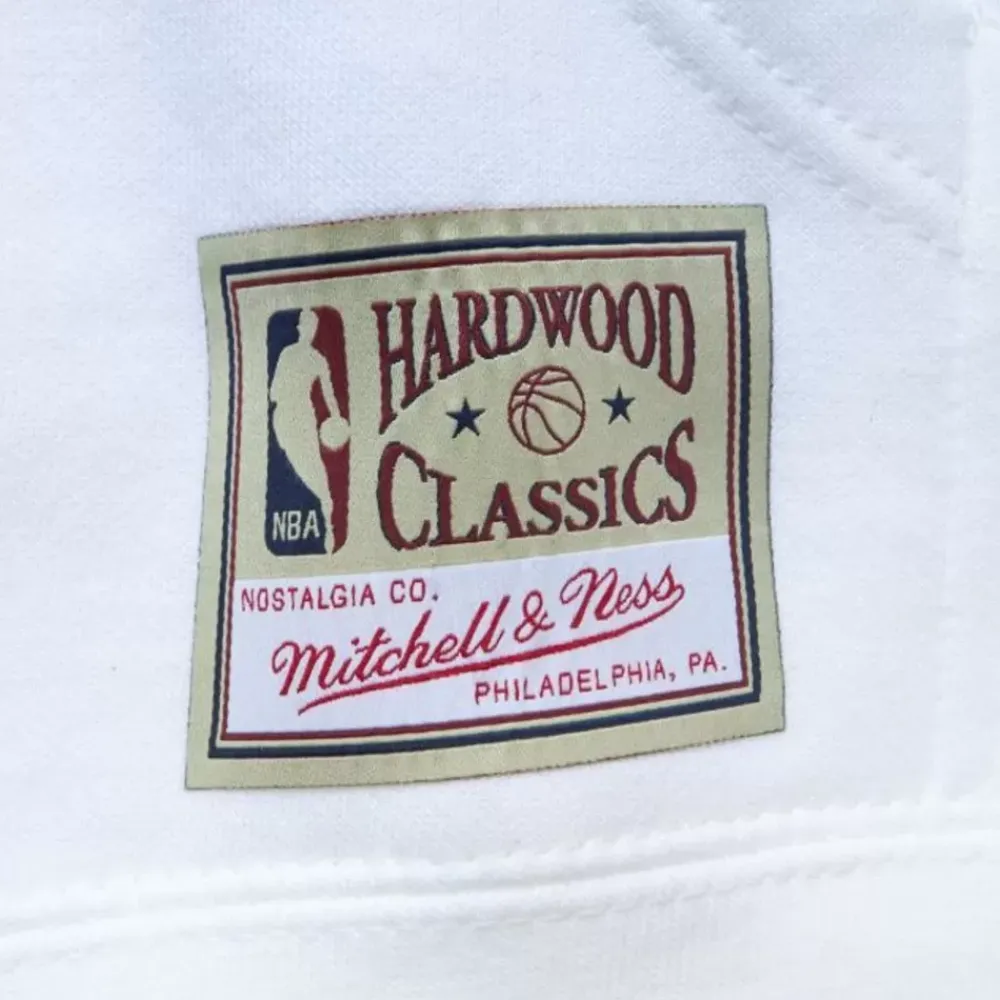 HARDWOOD
CLASSICS
NBA
NOSTALGIA CO.
Mitchell & Ness
PHILADELPHIA, PA.